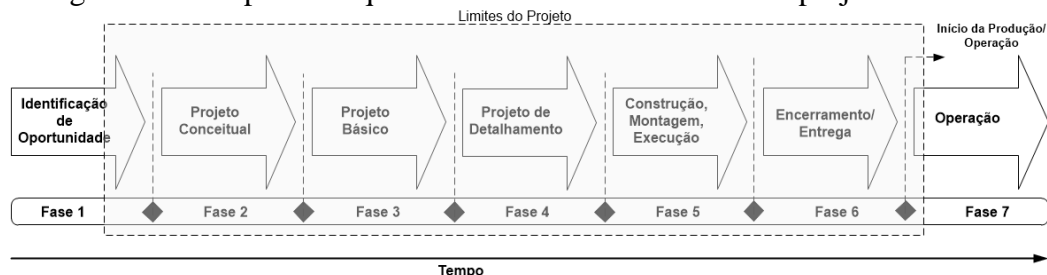 Limites do Projeto
Início da Produção/
Operação
Identificação
de
Oportunidade
Projeto
Conceitual
Projeto
Básico
Projeto de
Detalhamento
Construção,
Montagem,
Execução
Encerramento/
Entrega
Operação
Fase 1
Fase 2
Fase 3
Fase 4
Fase 5
Fase 6
Fase 7
Tempo